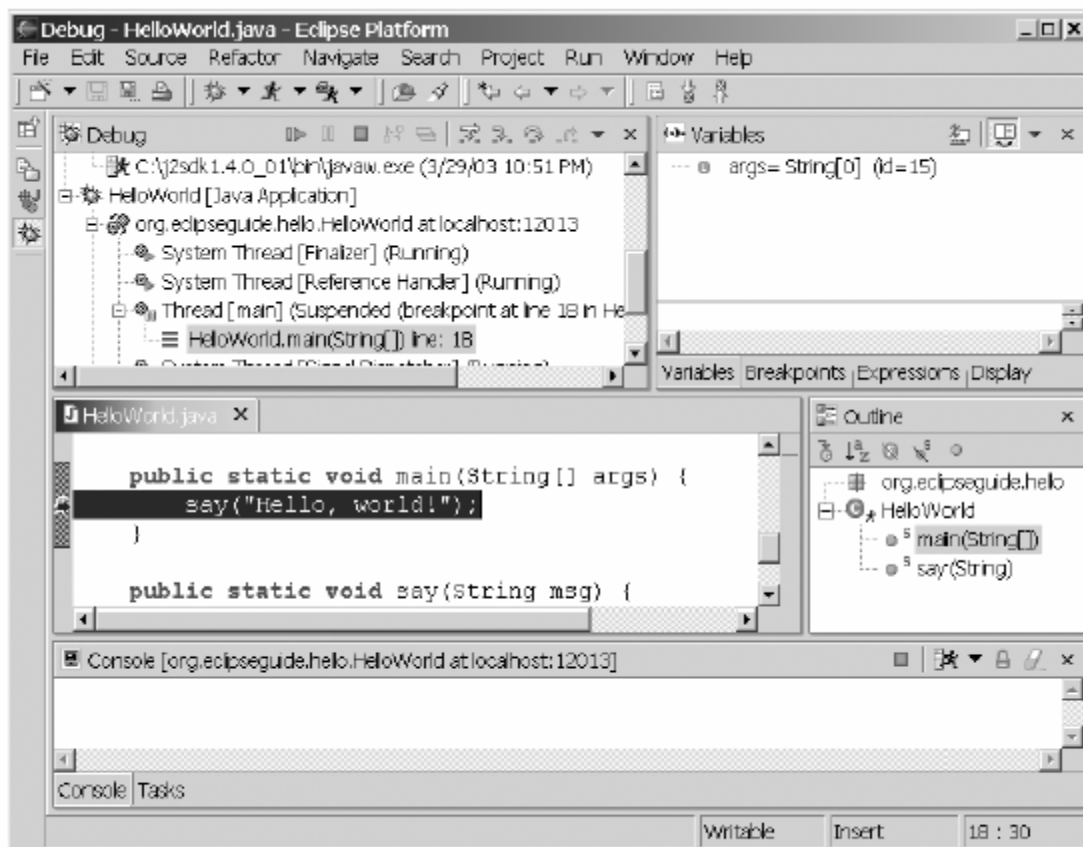 Debug - HelloWorld.java - Eclipse Platform
File Edit Source Refactor Navigate Search Project Run Window Help
Debug
C:\j2sdk1.4.0_01\bin\javaw.exe (3/29/03 10:51 PM)
HelloWorld [Java Application]
org.eclipseguide.hello.HelloWorld at localhost:12013
System Thread [Finalizer] (Running)
System Thread [Reference Handler] (Running)
Thread [main] (Suspended (breakpoint at line 18 in He
HelloWorld.main(String[]) line: 18
System Thread [Signal Dispatcher] (Running)
Variables
args= String[0] (id=15)
Variables Breakpoints Expressions Display
HelloWorld.java
public static void main(String[] args) {
say("Hello, world!");
}
public static void say(String msg) {
Outline
org.eclipseguide.hello
HelloWorld
main(String[])
say(String)
Console [org.eclipseguide.hello.HelloWorld at localhost:12013]
Console Tasks
Writable Insert 18 : 30